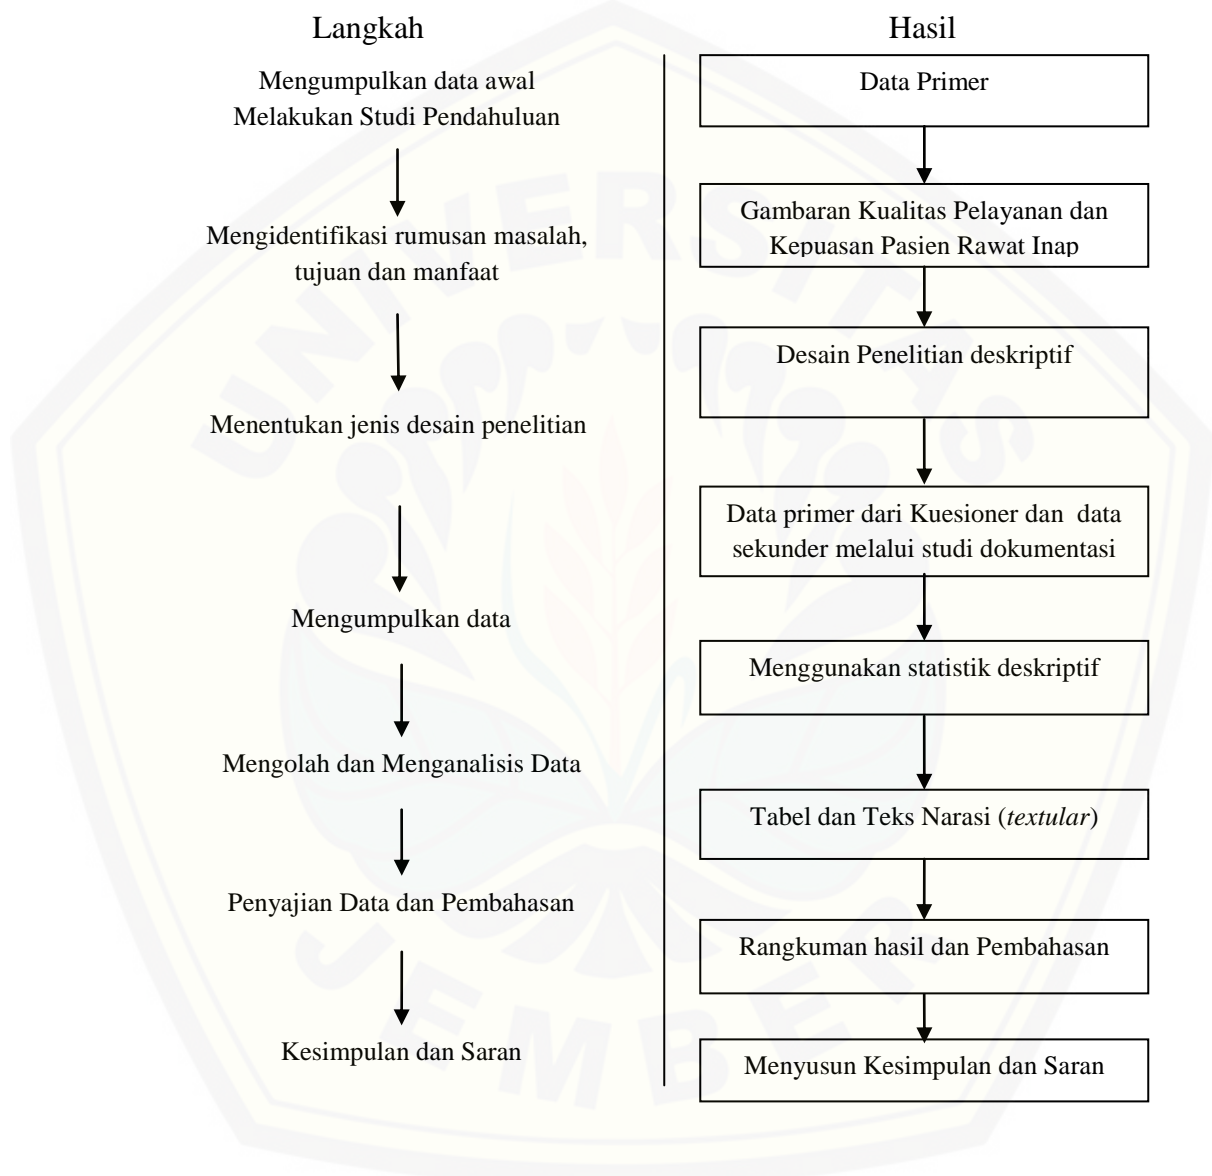 Langkah
Hasil
Mengumpulkan data awal
Melakukan Studi Pendahuluan
Mengidentifikasi rumusan masalah,
tujuan dan manfaat
Menentukan jenis desain penelitian
Mengumpulkan data
Mengolah dan Menganalisis Data
Penyajian Data dan Pembahasan
Kesimpulan dan Saran
Data Primer
Gambaran Kualitas Pelayanan dan
Kepuasan Pasien Rawat Inap
Desain Penelitian deskriptif
Data primer dari Kuesioner dan data
sekunder melalui studi dokumentasi
Menggunakan statistik deskriptif
Tabel dan Teks Narasi (textular)
Rangkuman hasil dan Pembahasan
Menyusun Kesimpulan dan Saran
UNIVERSITAS
JEMBER